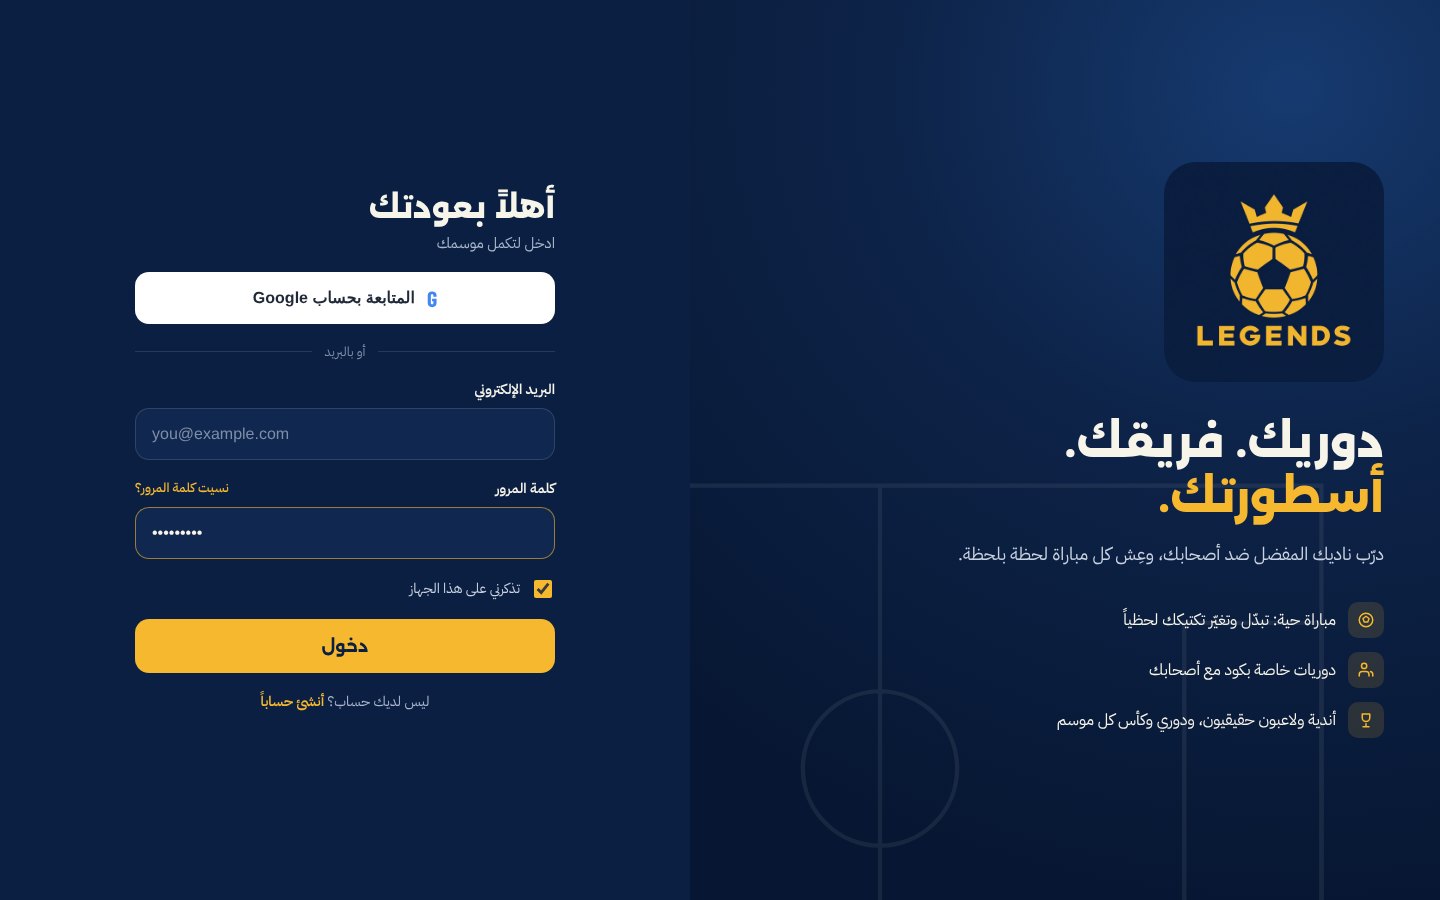 LEGENDS
دوريك. فريقك.
أسطورتك.
درّب ناديك المفضل ضد أصحابك، وعِش كل مباراة لحظة بلحظة.
مباراة حية: تبدّل وتغيّر تكتيكك لحظياً
دوريات خاصة بكود مع أصحابك
أندية ولاعبون حقيقيون، ودوري وكأس كل موسم
أهلاً بعودتك
ادخل لتكمل موسمك
G المتابعة بحساب Google
أو بالبريد
البريد الإلكتروني
you@example.com
كلمة المرور
نسيت كلمة المرور؟
•••••••••
تذكرني على هذا الجهاز
دخول
ليس لديك حساب؟ أنشئ حساباً